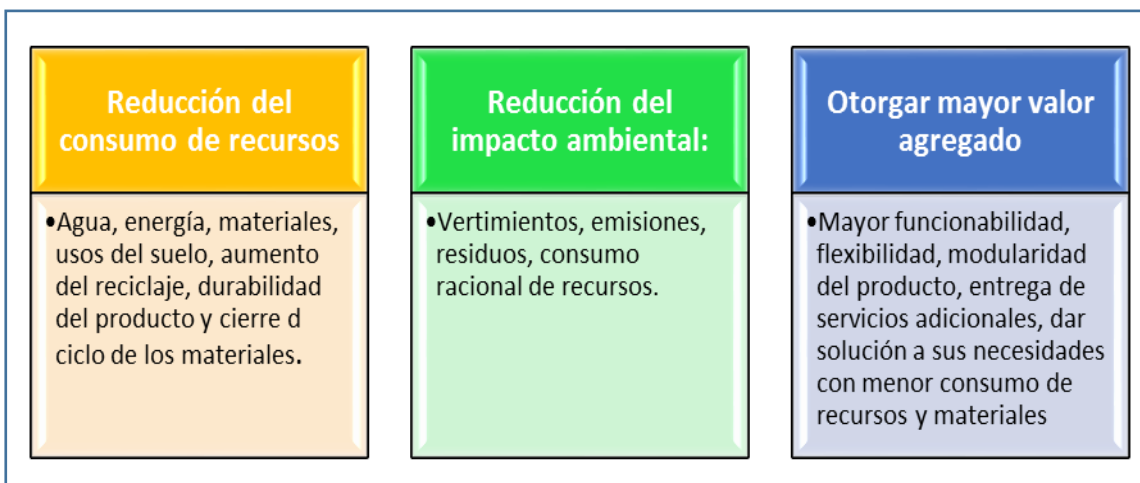 Reducción del
consumo de recursos
•Agua, energía, materiales,
usos del suelo, aumento
del reciclaje, durabilidad
del producto y cierre d
ciclo de los materiales.
Reducción del
impacto ambiental:
•Vertimientos, emisiones,
residuos, consumo
racional de recursos.
Otorgar mayor valor
agregado
•Mayor funcionabilidad,
flexibilidad, modularidad
del producto, entrega de
servicios adicionales, dar
solución a sus necesidades
con menor consumo de
recursos y materiales